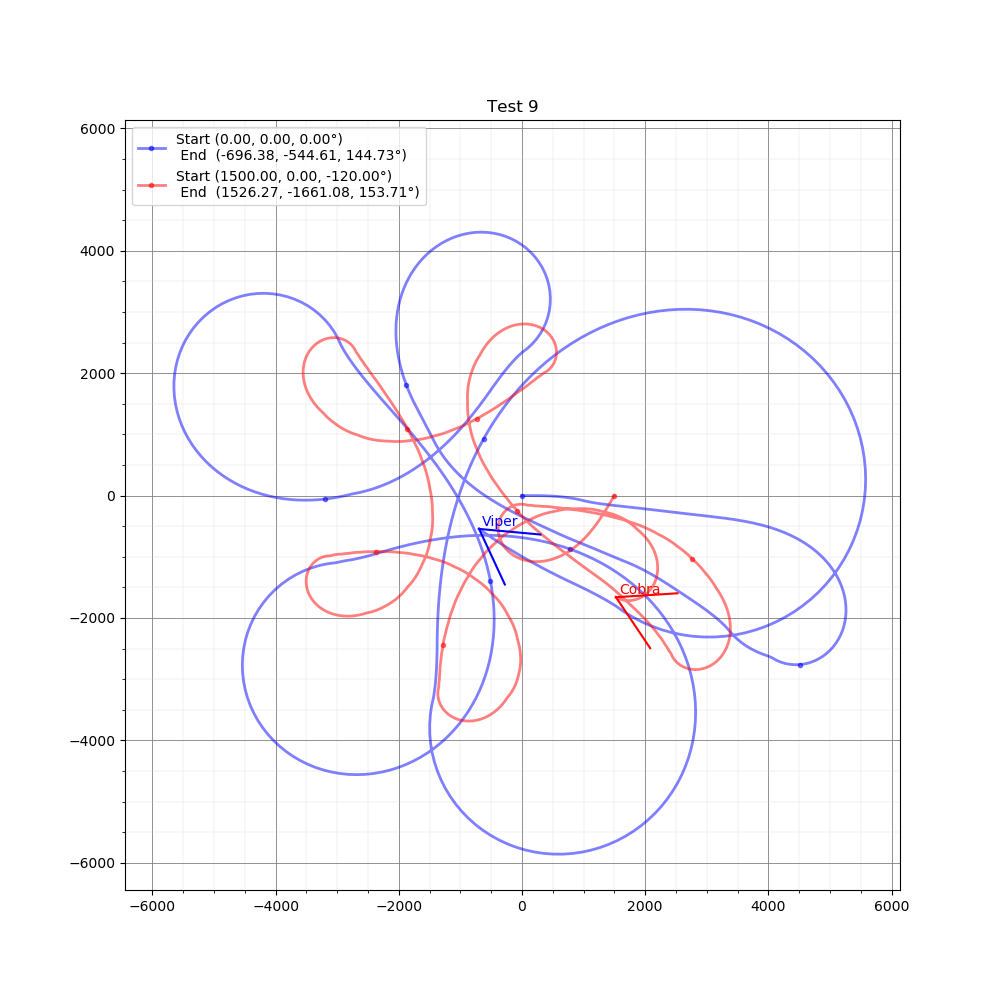 Test 9
Start (0.00, 0.00, 0.00°)
End  (-696.38, -544.61, 144.73°)
Start (1500.00, 0.00, -120.00°)
End  (1526.27, -1661.08, 153.71°)
6000
4000
2000
0
−2000
−4000
−6000
Viper
Cobra
−6000 −4000 −2000 0 2000 4000 6000